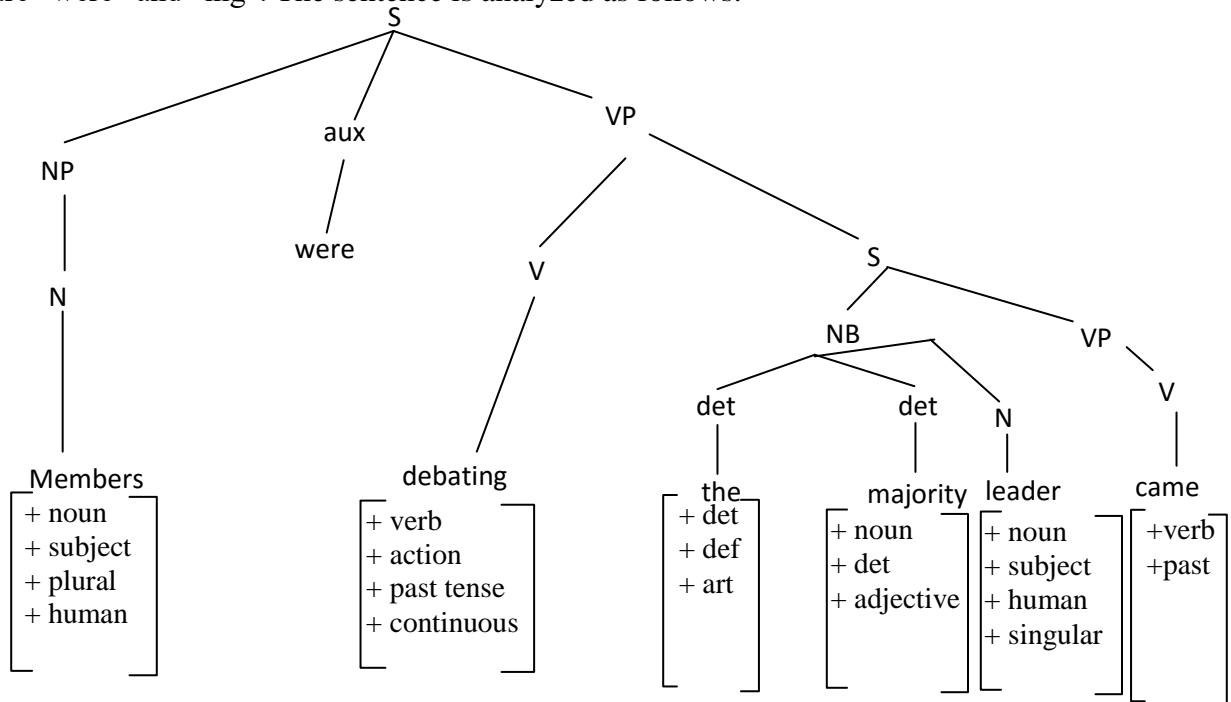 are “were” and “ing”. The sentence is analyzed as follows:
S
VP
aux
NP
were
S
V
N
NB
VP
det
det
N
V
Members
debating
the
majority
leader
came
+ noun
+ subject
+ plural
+ human
+ verb
+ action
+ past tense
+ continuous
+ det
+ def
+ art
+ noun
+ det
+ adjective
+ noun
+ subject
+ human
+ singular
+verb
+past